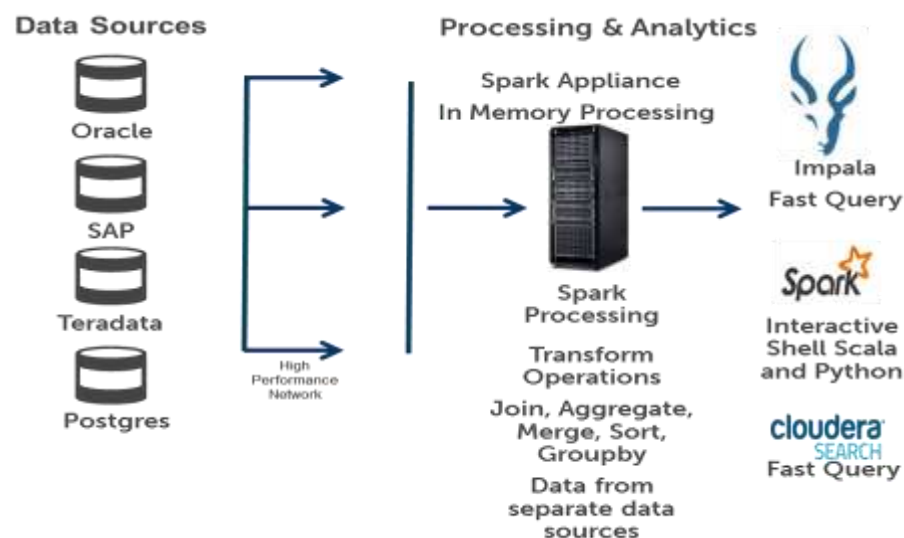 Data Sources
Oracle
SAP
Teradata
Postgres
High
Performance
Network
Processing & Analytics
Spark Appliance
In Memory Processing
Spark
Processing
Transform
Operations
Join, Aggregate,
Merge, Sort,
Groupby
Data from
separate data
sources
Impala
Fast Query
Spark
Interactive
Shell Scala
and Python
cloudera
SEARCH
Fast Query